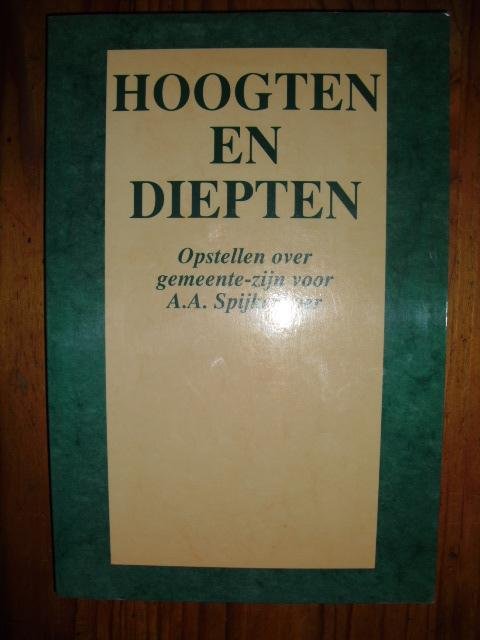 HOOGTEN
EN
DIEPTEN
Opstellen over
gemeente-zijn voor
A.A.